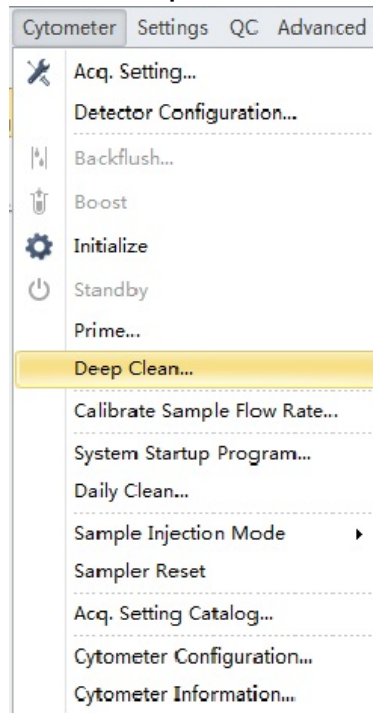 Cytometer Settings QC Advanced
Acq. Setting...
Detector Configuration...
Backflush...
Boost
Initialize
Standby
Prime...
Deep Clean...
Calibrate Sample Flow Rate...
System Startup Program...
Daily Clean...
Sample Injection Mode
Sampler Reset
Acq. Setting Catalog...
Cytometer Configuration...
Cytometer Information...